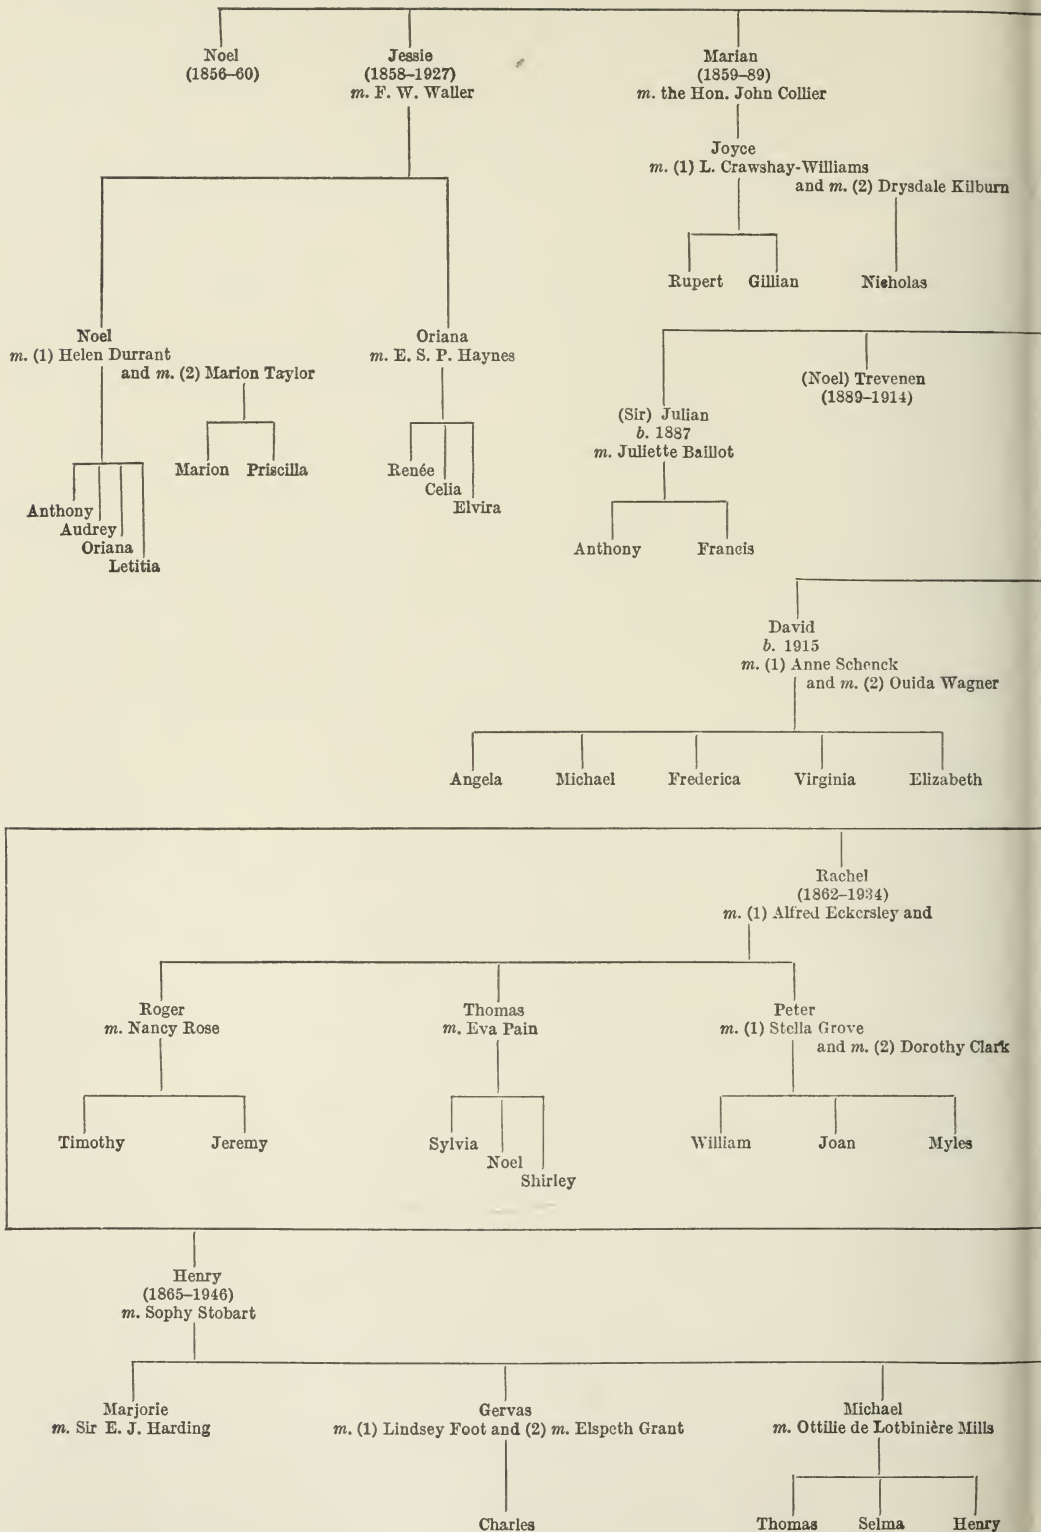 Noel
(1856–60)
Jessie
(1858–1927)
m. F. W. Waller
Marian
(1859–89)
m. the Hon. John Collier
Joyce
m. (1) L. Crawshay-Williams
and m. (2) Drysdale Kilburn
Rupert Gillian Nicholas
Noel
m. (1) Helen Durrant
and m. (2) Marion Taylor
Oriana
m. E. S. P. Haynes
(Noel) Trevenen
(1889–1914)
(Sir) Julian
b. 1887
m. Juliette Baillot
Marion Priscilla
Renée
Celia
Elvira
Anthony
Audrey
Oriana
Letitia
Anthony Francis
David
b. 1915
m. (1) Anne Schenck
and m. (2) Ouida Wagner
Angela Michael Frederica Virginia Elizabeth
Rachel
(1862–1934)
m. (1) Alfred Eckersley and
Roger
m. Nancy Rose
Thomas
m. Eva Pain
Peter
m. (1) Stella Grove
and m. (2) Dorothy Clark
Timothy Jeremy
Sylvia
Noel
Shirley
William Joan Myles
Henry
(1865–1946)
m. Sophy Stobart
Marjorie
m. Sir E. J. Harding
Gervas
m. (1) Lindsey Foot and (2) m. Elspeth Grant
Michael
m. Ottilie de Lotbinière Mills
Charles
Thomas Selma Henry